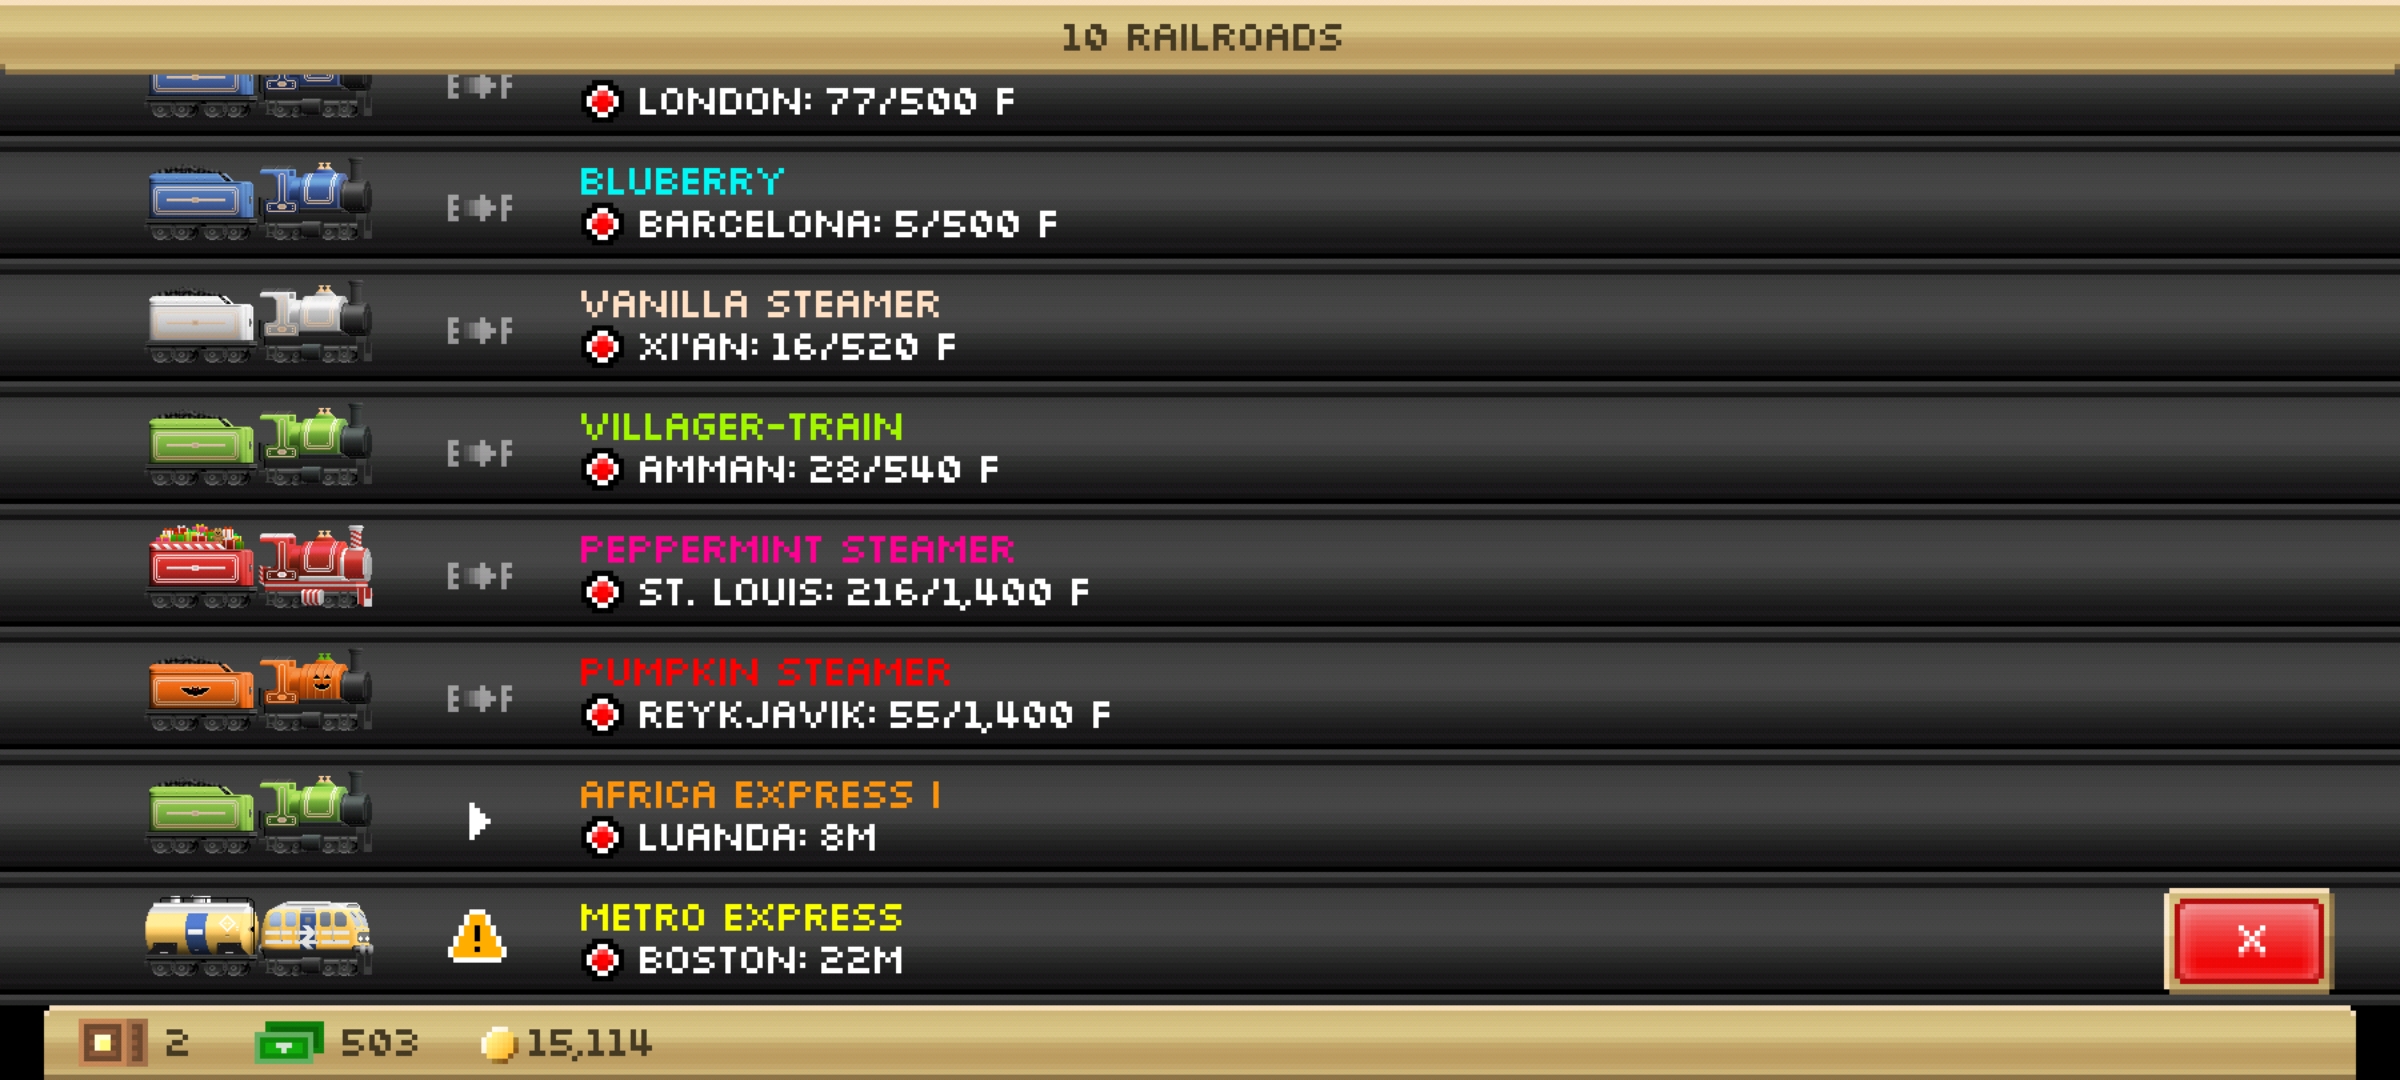 10 RAILROADS
E F
LONDON: 77/500 F
BLUBERRY
E F
BARCELONA: 5/500 F
VANILLA STEAMER
E F
XI'AN: 16/520 F
VILLAGER-TRAIN
E F
AMMAN: 28/540 F
PEPPERMINT STEAMER
E F
ST. LOUIS: 216/1,400 F
PUMPKIN STEAMER
E F
REYKJAVIK: 55/1,400 F
AFRICA EXPRESS I
LUANDA: 8M
METRO EXPRESS
!
BOSTON: 22M
X
2 503 15,114